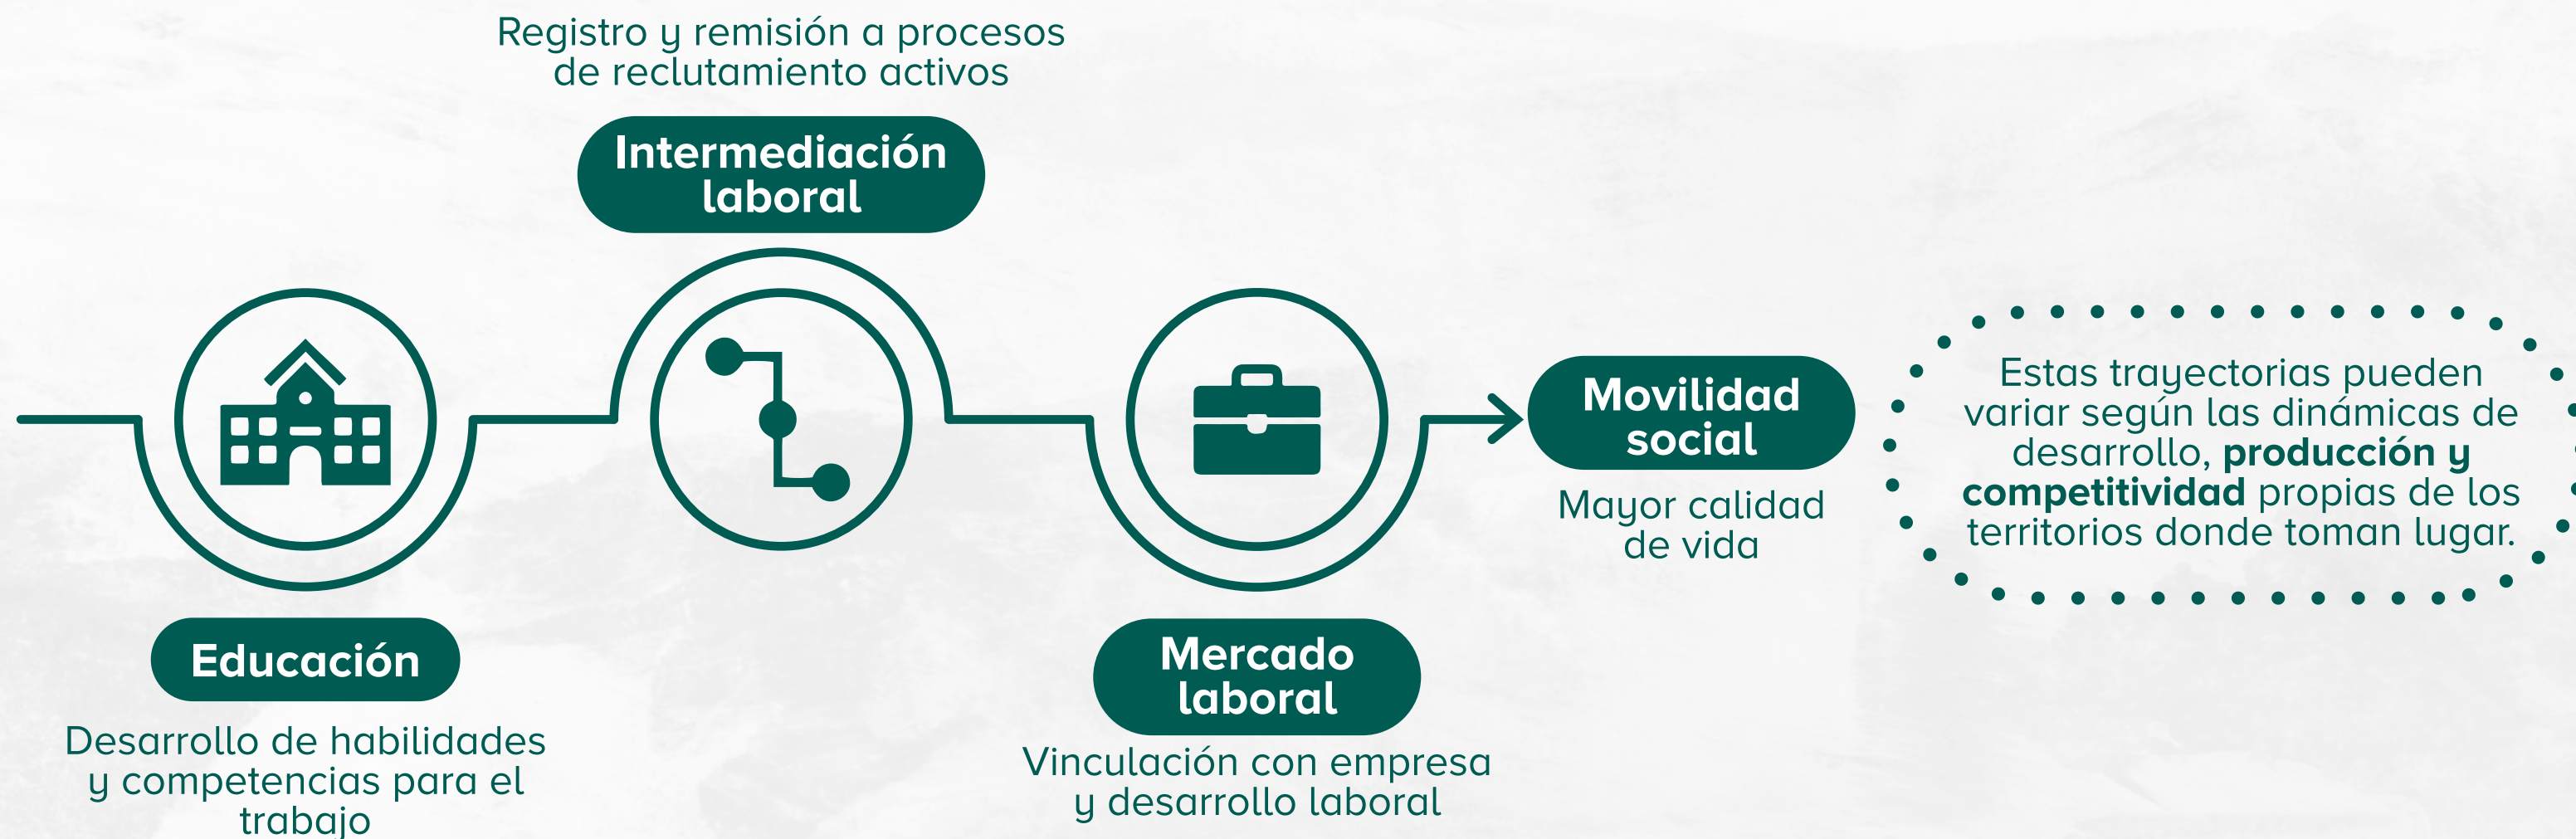 Registro y remisión a procesos
de reclutamiento activos
Intermediación
laboral
Educación
Desarrollo de habilidades
y competencias para el
trabajo
Mercado
laboral
Vinculación con empresa
y desarrollo laboral
Movilidad
social
Mayor calidad
de vida
Estas trayectorias pueden
variar según las dinámicas de
desarrollo, producción y
competitividad propias de los
territorios donde toman lugar.